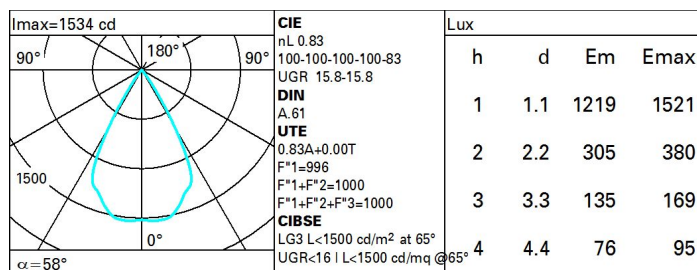 Imax=1534 cd
90° 180° 90°
1500
0°
α=58°
CIE
nL 0.83
100-100-100-100-83
UGR 15.8-15.8
DIN
A.61
UTE
0.83A+0.00T
F"1=996
F"1+F"2=1000
F"1+F"2+F"3=1000
CIBSE
LG3 L<1500 cd/m² at 65°
UGR<16 | L<1500 cd/mq @65°
Lux
h d Em Emax
1 1.1 1219 1521
2 2.2 305 380
3 3.3 135 169
4 4.4 76 95